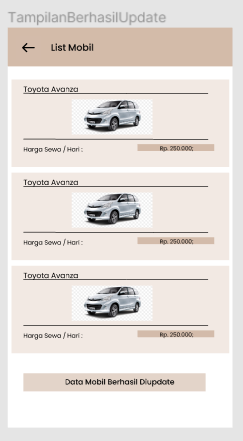 TampilanBerhasilUpdate
List Mobil
Toyota Avanza
Harga Sewa / Hari :
Rp. 250.000;
Toyota Avanza
Harga Sewa / Hari :
Rp. 250.000;
Toyota Avanza
Harga Sewa / Hari :
Rp. 250.000;
Data Mobil Berhasil Diupdate